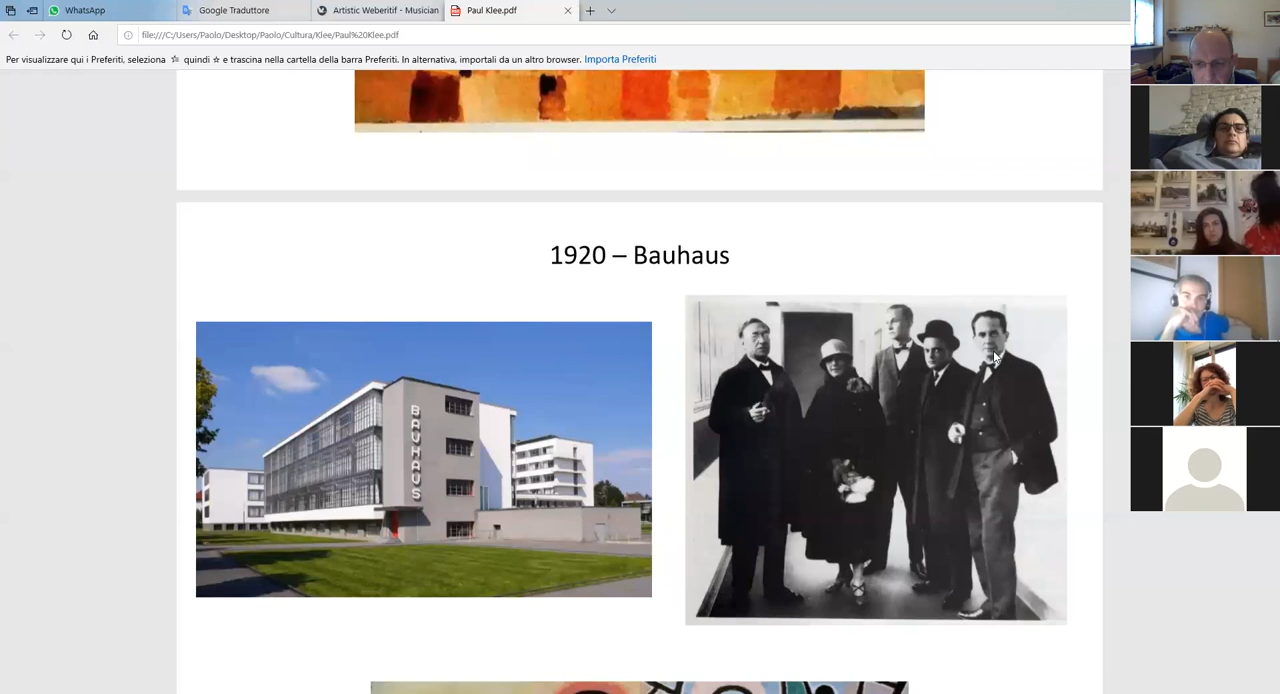 WhatsApp
Google Traduttore
Artistic Weberitif - Musician
Paul Klee.pdf
file:///C:/Users/Paolo/Desktop/Paolo/Cultura/Klee/Paul%20Klee.pdf
Per visualizzare qui i Preferiti, seleziona quindi e trascina nella cartella della barra Preferiti. In alternativa, importali da un altro browser. Importa Preferiti
1920 – Bauhaus
BAUHAUS